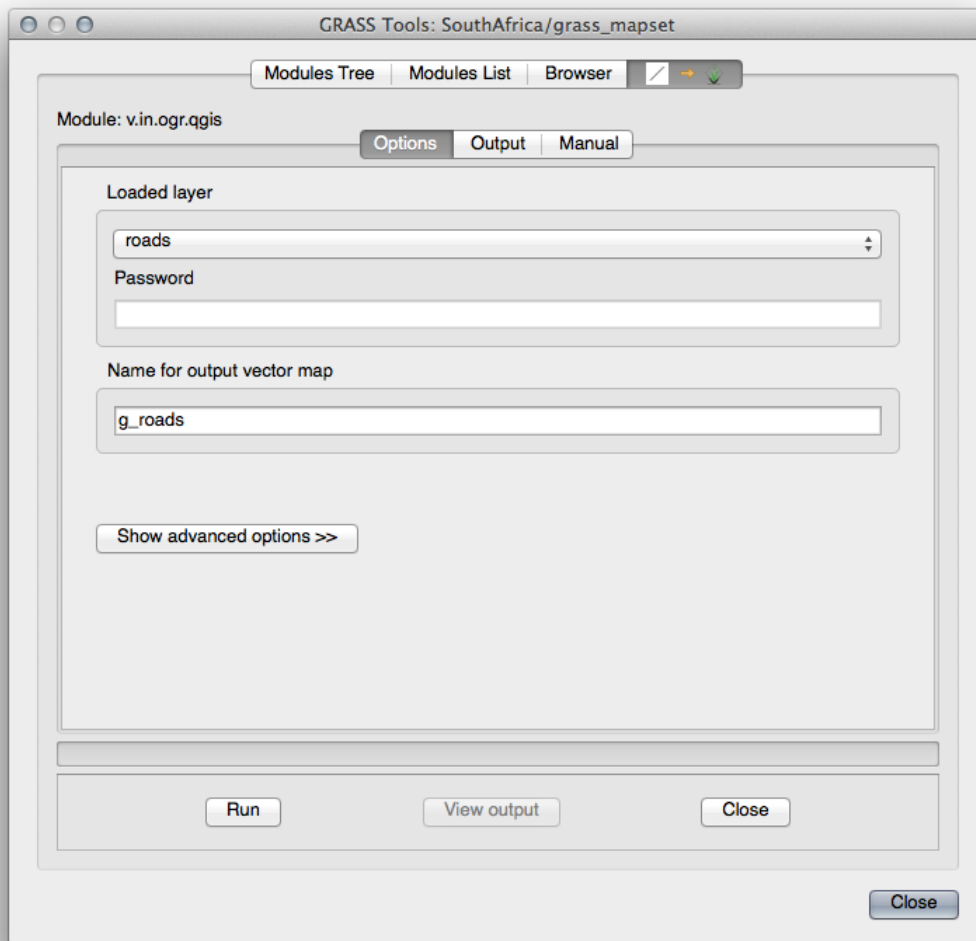 GRASS Tools: SouthAfrica/grass_mapset
Modules Tree Modules List Browser
Module: v.in.ogr.qgis
Options Output Manual
Loaded layer
roads
Password
Name for output vector map
g_roads
Show advanced options >>
Run View output Close
Close